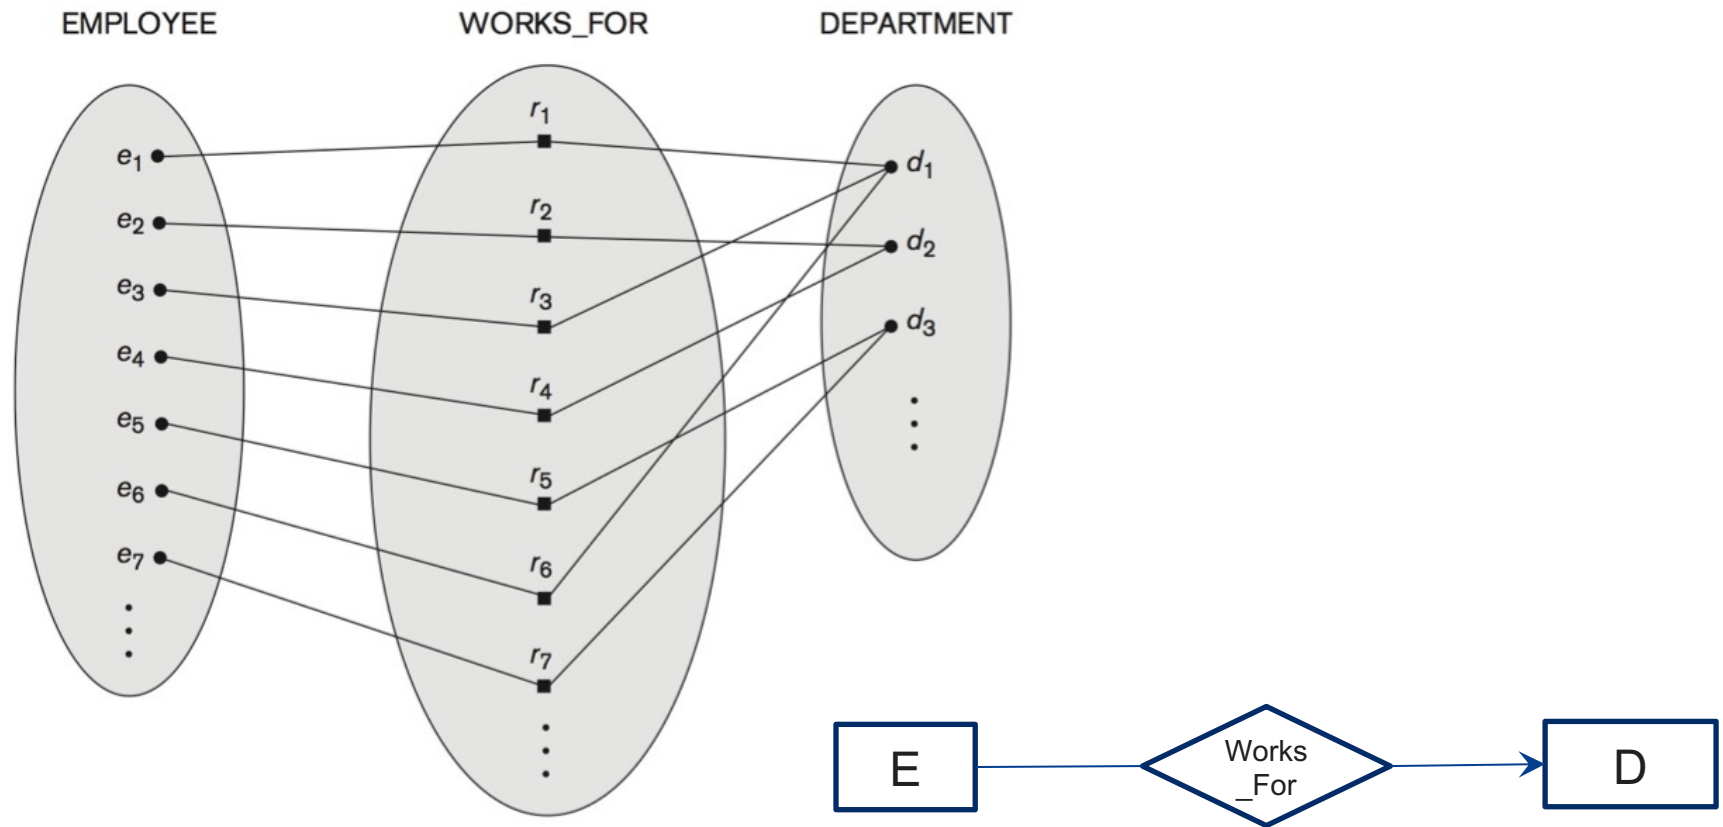 EMPLOYEE
WORKS_FOR
DEPARTMENT
e1
e2
e3
e4
e5
e6
e7
r1
r2
r3
r4
r5
r6
r7
d1
d2
d3
E
Works
_For
D